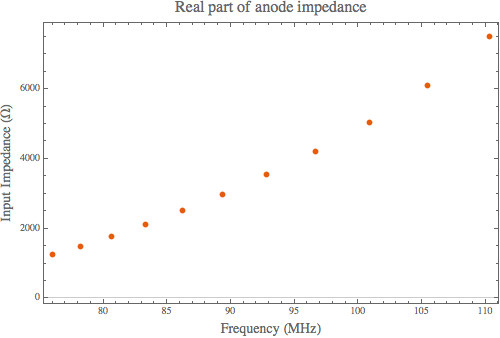 Real part of anode impedance
Input Impedance (Ω)
6000
4000
2000
0
80 85 90 95 100 105 110
Frequency (MHz)